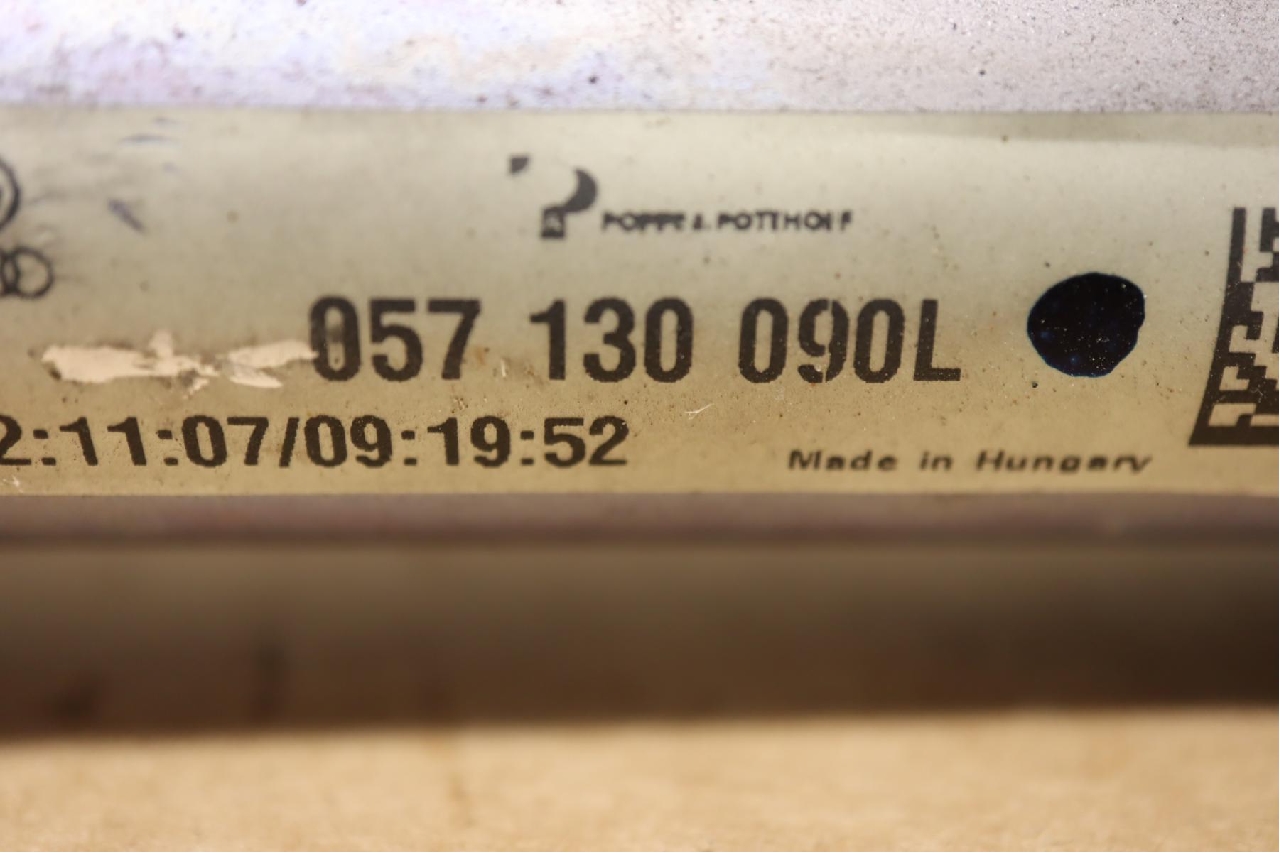 POPPE & POTTHOFF
057 130 090L
2:11:07/09:19:52
Made in Hungary